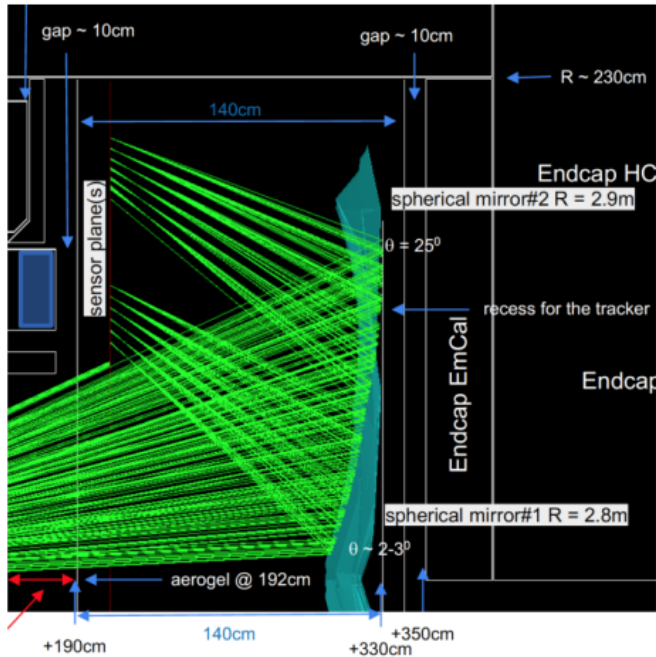 gap ~ 10cm
gap ~ 10cm
R ~ 230cm
140cm
Endcap HC
spherical mirror#2 R = 2.9m
sensor plane(s)
θ = 25⁰
recess for the tracker
Endcap EmCal
Endcap
spherical mirror#1 R = 2.8m
θ ~ 2-3⁰
aerogel @ 192cm
140cm
+350cm
+190cm
+330cm